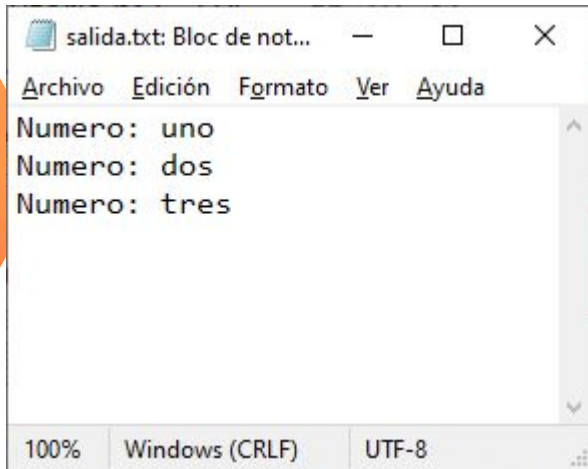 salida.txt: Bloc de not...
Archivo Edición Formato Ver Ayuda
Numero: uno
Numero: dos
Numero: tres
100% Windows (CRLF) UTF-8